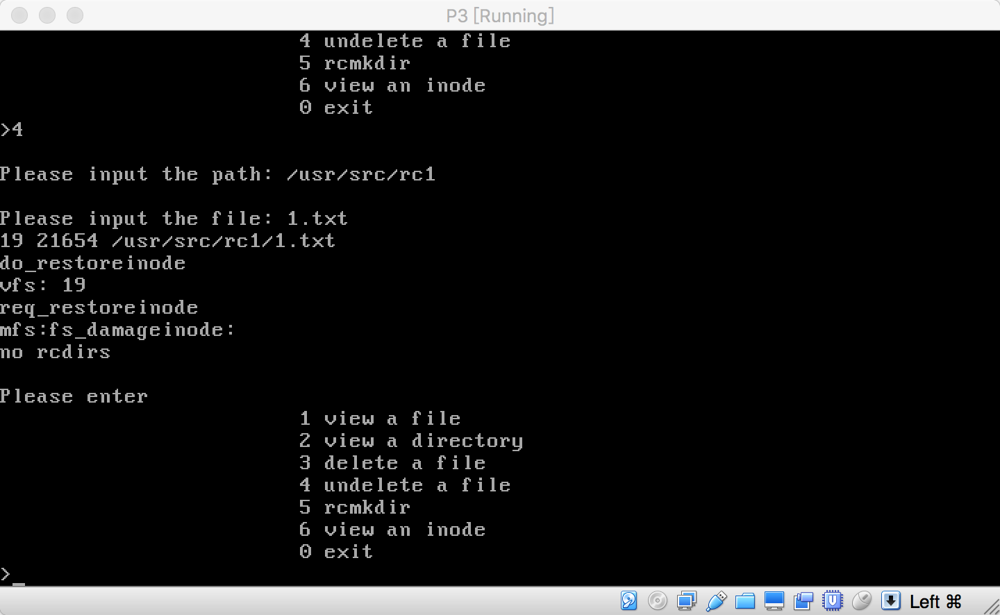 P3 [Running]
4 undelete a file
5 rcmkdir
6 view an inode
0 exit
>4
Please input the path: /usr/src/rc1
Please input the file: 1.txt
19 21654 /usr/src/rc1/1.txt
do_restoreinode
vfs: 19
req_restoreinode
mfs:fs_damageinode:
no rcdirs
Please enter
1 view a file
2 view a directory
3 delete a file
4 undelete a file
5 rcmkdir
6 view an inode
0 exit
>_
Left ⌘